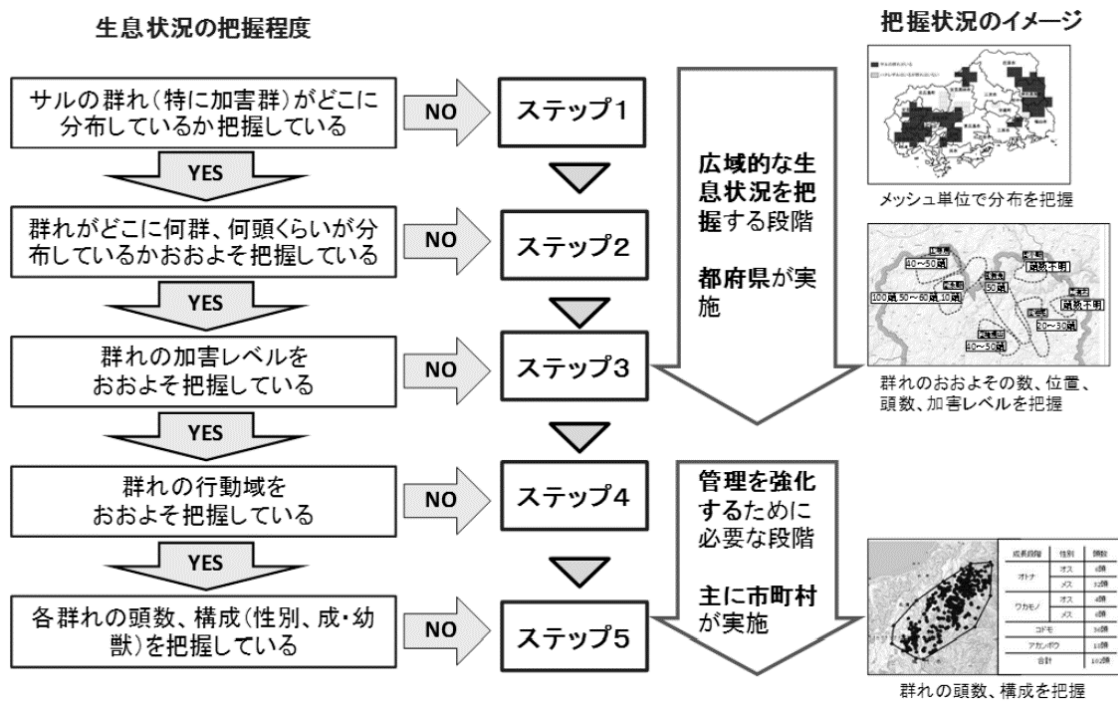 生息状況の把握程度
把握状況のイメージ
サルの群れ(特に加害群)がどこに
分布しているか把握している
NO
ステップ1
YES
群れがどこに何群、何頭くらいが分
布しているかおおよそ把握している
NO
ステップ2
YES
群れの加害レベルを
おおよそ把握している
NO
ステップ3
YES
群れの行動域を
おおよそ把握している
NO
ステップ4
YES
各群れの頭数、構成(性別、成・幼
獣)を把握している
NO
ステップ5
広域的な生
息状況を把
握する段階
都府県が実
施
管理を強化
するために
必要な段階
主に市町村
が実施
メッシュ単位で分布を把握
40～50頭
頭数不明
50頭
100頭,50～60頭,10頭
頭数不明
20～30頭
40～50頭
群れのおおよその数、位置、
頭数、加害レベルを把握
成長段階 性別 頭数
オトナ オス
メス 32頭
ワカモノ オス
メス
コドモ
アカンボウ
合計 102頭
群れの頭数、構成を把握